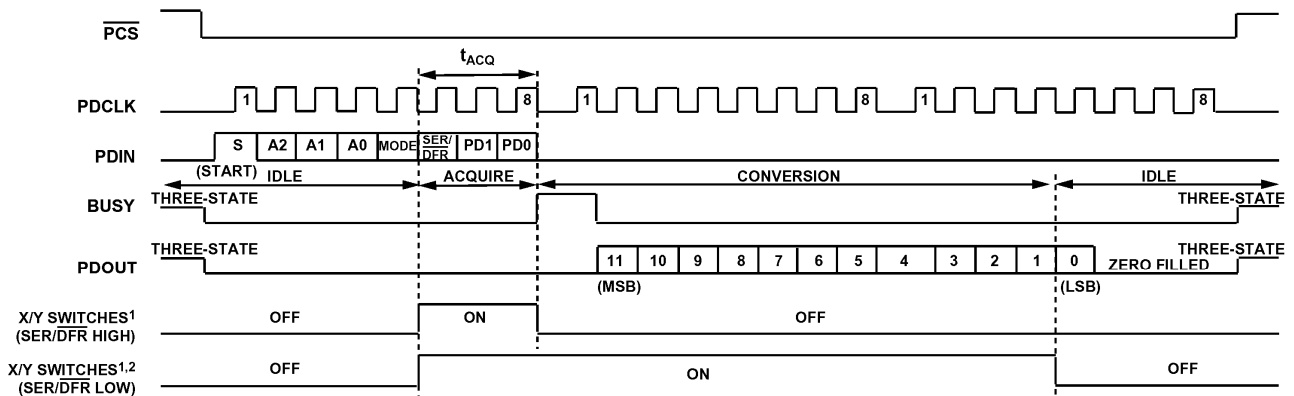 PCS
tACQ
PDCLK 1 8 1 8 1 8
PDIN S A2 A1 A0 MODE SER/DFR PD1 PD0
(START)
IDLE ACQUIRE CONVERSION IDLE
BUSY THREE-STATE THREE-STATE
PDOUT THREE-STATE 11 10 9 8 7 6 5 4 3 2 1 0 ZERO FILLED THREE-STATE
(MSB) (LSB)
X/Y SWITCHES1 OFF ON OFF
(SER/DFR HIGH)
X/Y SWITCHES1,2 OFF ON OFF
(SER/DFR LOW)